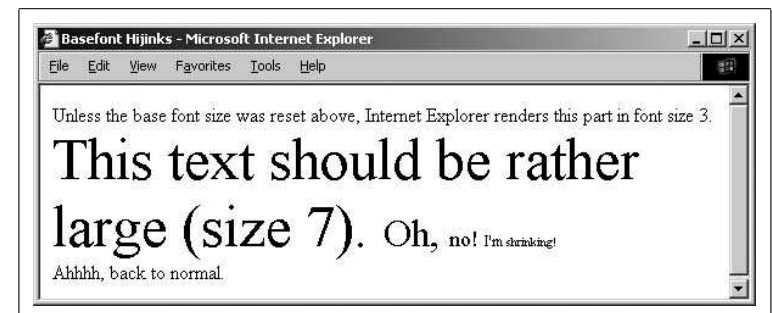 Basefont Hijinks - Microsoft Internet Explorer
File Edit View Favorites Tools Help
Unless the base font size was reset above, Internet Explorer renders this part in font size 3.
This text should be rather
large (size 7). Oh, no! I'm shrinking!
Ahhhh, back to normal.